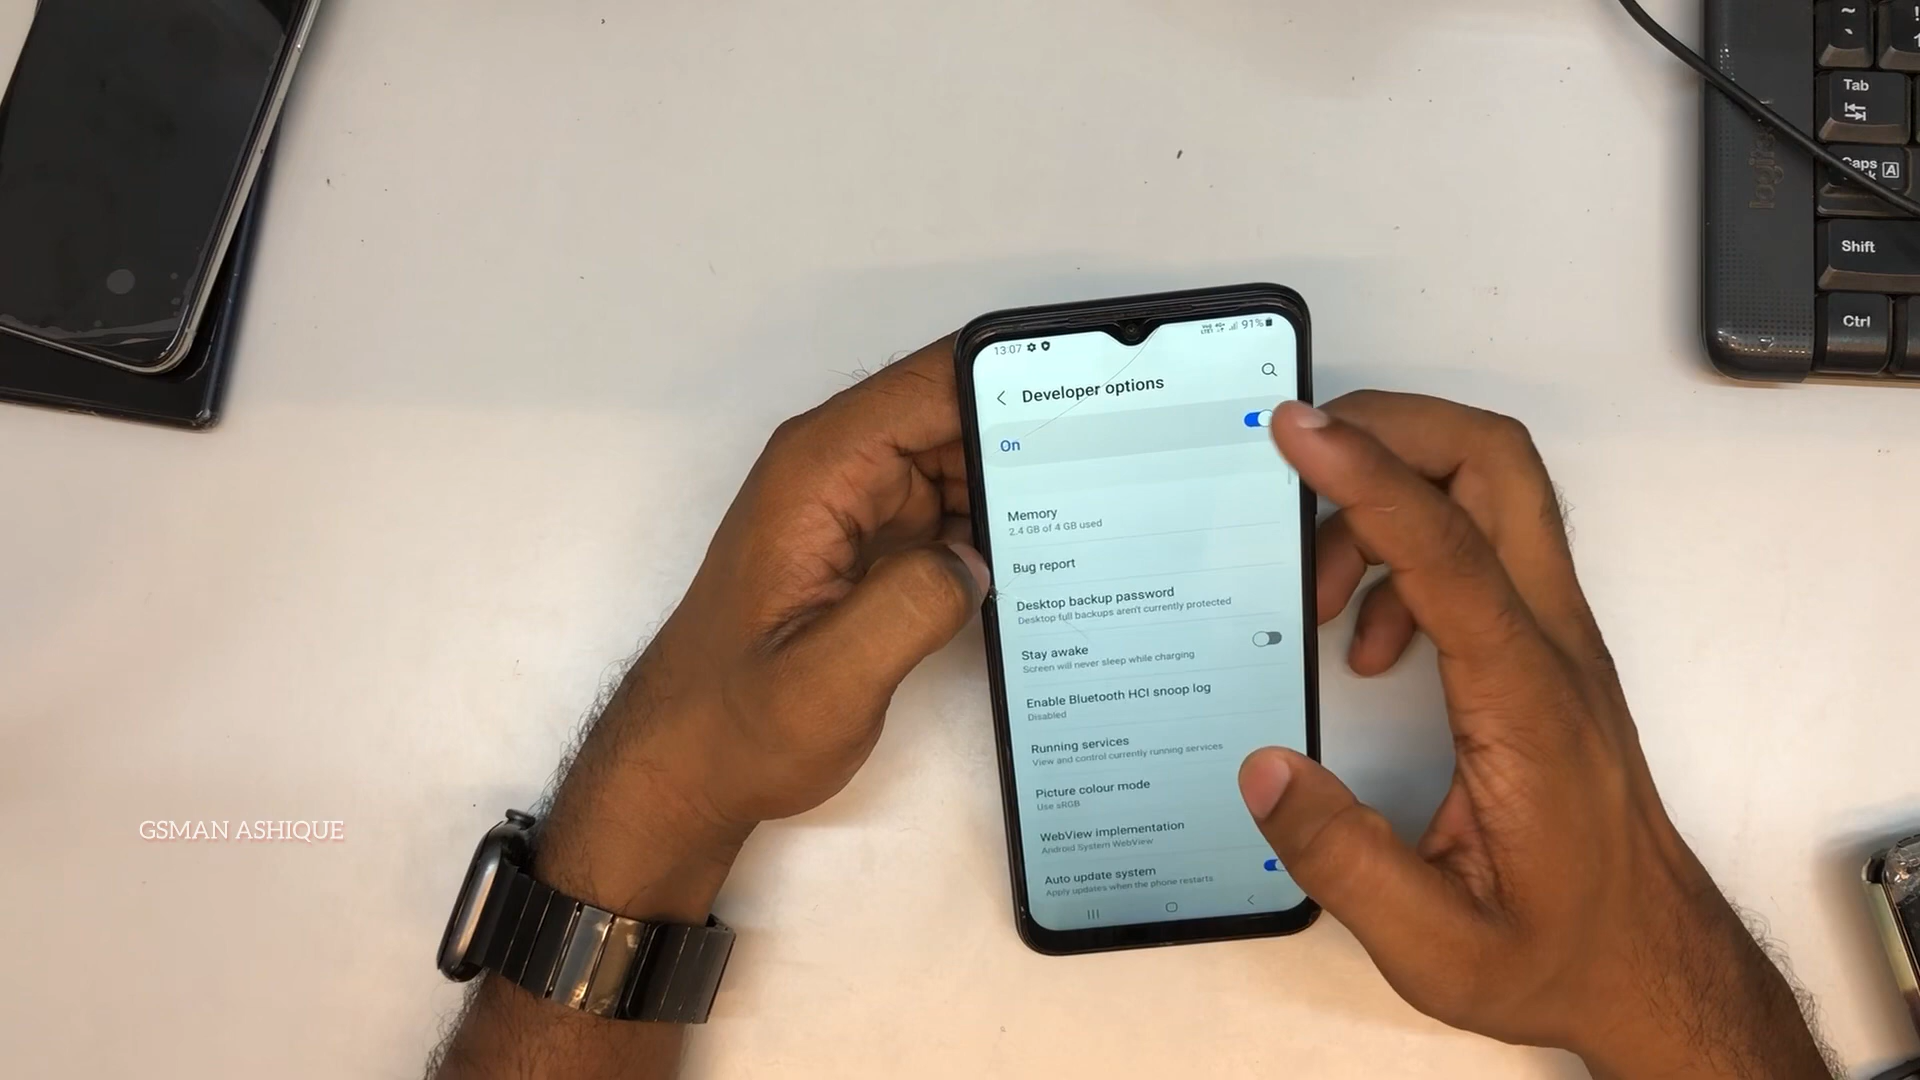 ~
`
!
1
Tab
Caps
A
Shift
Ctrl
logitech
13:07
91%
Developer options
On
Memory
2.4 GB of 4 GB used
Bug report
Desktop backup password
Desktop full backups aren't currently protected
Stay awake
Screen will never sleep while charging
Enable Bluetooth HCI snoop log
Disabled
Running services
View and control currently running services
Picture colour mode
Use sRGB
WebView implementation
Android System WebView
Auto update system
Apply updates when the phone restarts.
GSMAN ASHIQUE